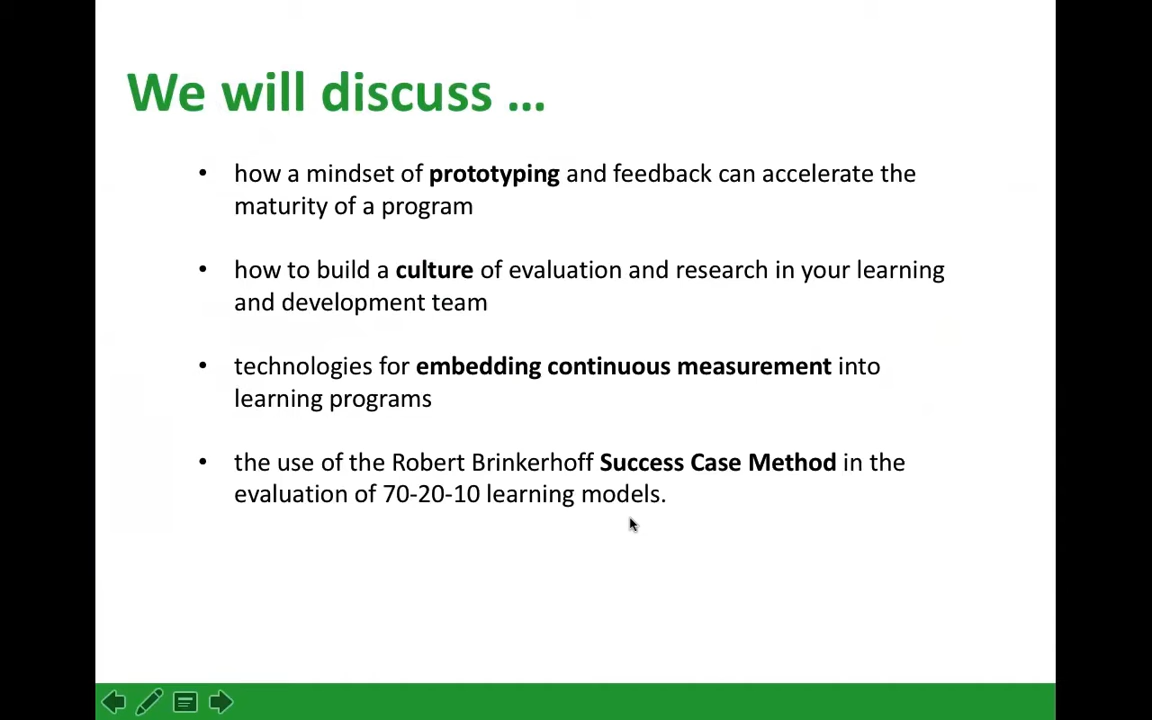 We will discuss ...
• how a mindset of prototyping and feedback can accelerate the
maturity of a program
• how to build a culture of evaluation and research in your learning
and development team
• technologies for embedding continuous measurement into
learning programs
• the use of the Robert Brinkerhoff Success Case Method in the
evaluation of 70-20-10 learning models.